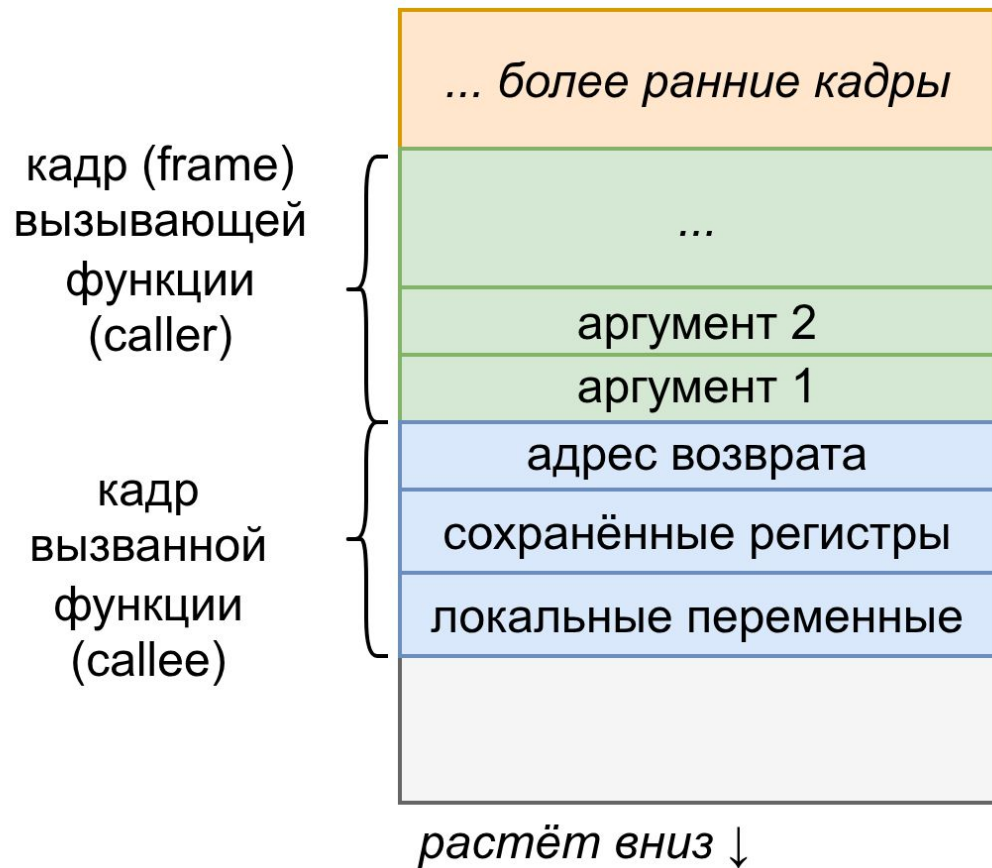 ... более ранние кадры
кадр (frame)
вызывающей
функции
(caller)
...
аргумент 2
аргумент 1
кадр
вызванной
функции
(callee)
адрес возврата
сохранённые регистры
локальные переменные
растёт вниз ↓